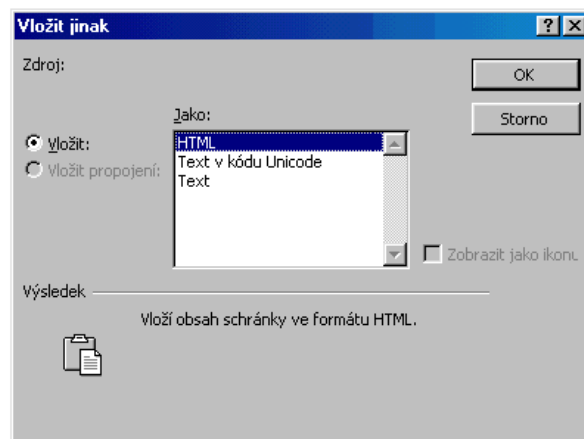 Vložit jinak
Zdroj:
OK
Storno
Jako:
Vložit:
Vložit propojení:
HTML
Text v kódu Unicode
Text
Zobrazit jako ikonu
Výsledek
Vloží obsah schránky ve formátu HTML.